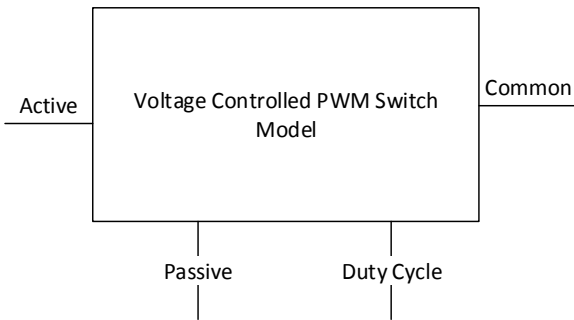 Active
Voltage Controlled PWM Switch
Model
Common
Passive
Duty Cycle